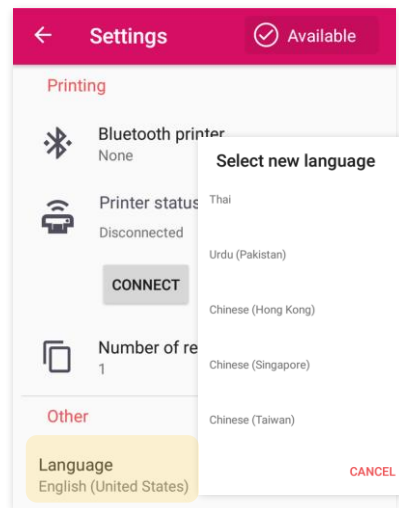 Settings
Available
Printing
Bluetooth printer
None
Printer status
Disconnected
CONNECT
Number of re
1
Other
Language
English (United States)
Select new language
Thai
Urdu (Pakistan)
Chinese (Hong Kong)
Chinese (Singapore)
Chinese (Taiwan)
CANCEL